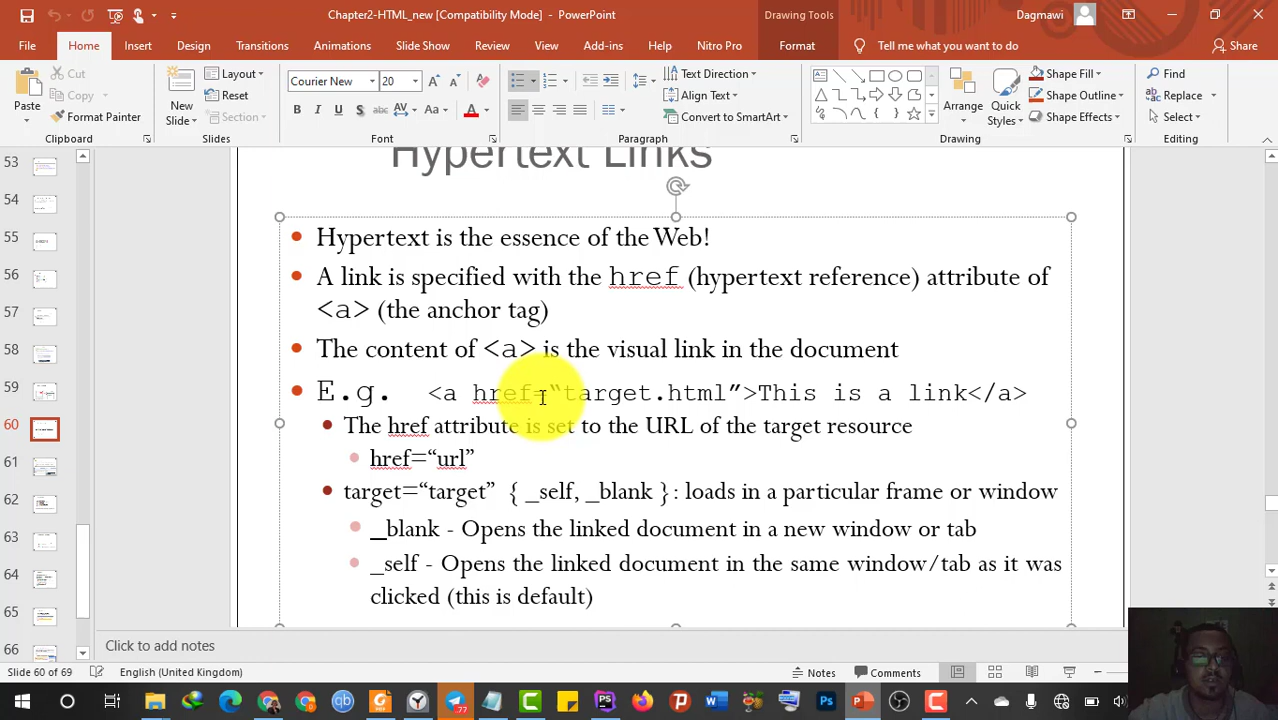 Chapter2-HTML_new [Compatibility Mode] - PowerPoint
Drawing Tools
Dagmawi
File Home Insert Design Transitions Animations Slide Show Review View Add-ins Help Nitro Pro Format Tell me what you want to do Share
Paste
Cut
Copy
Format Painter
Clipboard
New Slide
Layout
Reset
Section
Slides
Courier New 20
B I U S abc AV Aa A
Font
Text Direction
Align Text
Convert to SmartArt
Paragraph
Arrange
Quick Styles
Shape Fill
Shape Outline
Shape Effects
Drawing
Find
Replace
Select
Editing
53
54
55
56
57
58
59
60
61
62
63
64
65
66
Hypertext Links
Hypertext is the essence of the Web!
A link is specified with the href (hypertext reference) attribute of
<a> (the anchor tag)
The content of <a> is the visual link in the document
E.g. <a href=“target.html”>This is a link</a>
The href attribute is set to the URL of the target resource
href=“url”
target=“target” { _self, _blank }: loads in a particular frame or window
_blank - Opens the linked document in a new window or tab
_self - Opens the linked document in the same window/tab as it was
clicked (this is default)
Click to add notes
Slide 60 of 69 English (United Kingdom) Notes Comments